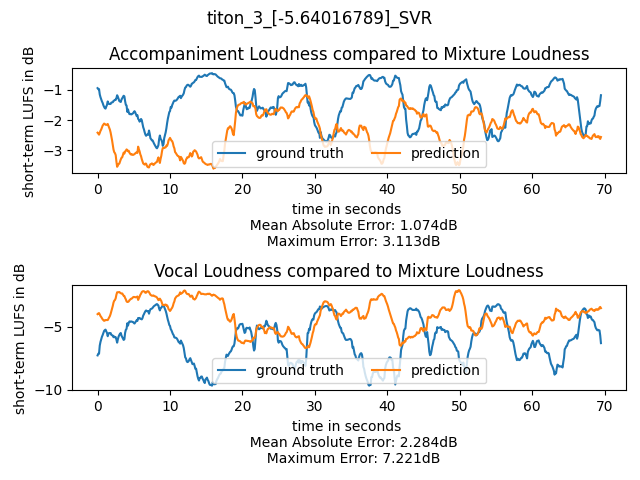 titon_3_[-5.64016789]_SVR
Accompaniment Loudness compared to Mixture Loudness
short-term LUFS in dB
−1
−2
−3
ground truth
prediction
0 10 20 30 40 50 60 70
time in seconds
Mean Absolute Error: 1.074dB
Maximum Error: 3.113dB
Vocal Loudness compared to Mixture Loudness
short-term LUFS in dB
−5
−10
ground truth
prediction
0 10 20 30 40 50 60 70
time in seconds
Mean Absolute Error: 2.284dB
Maximum Error: 7.221dB